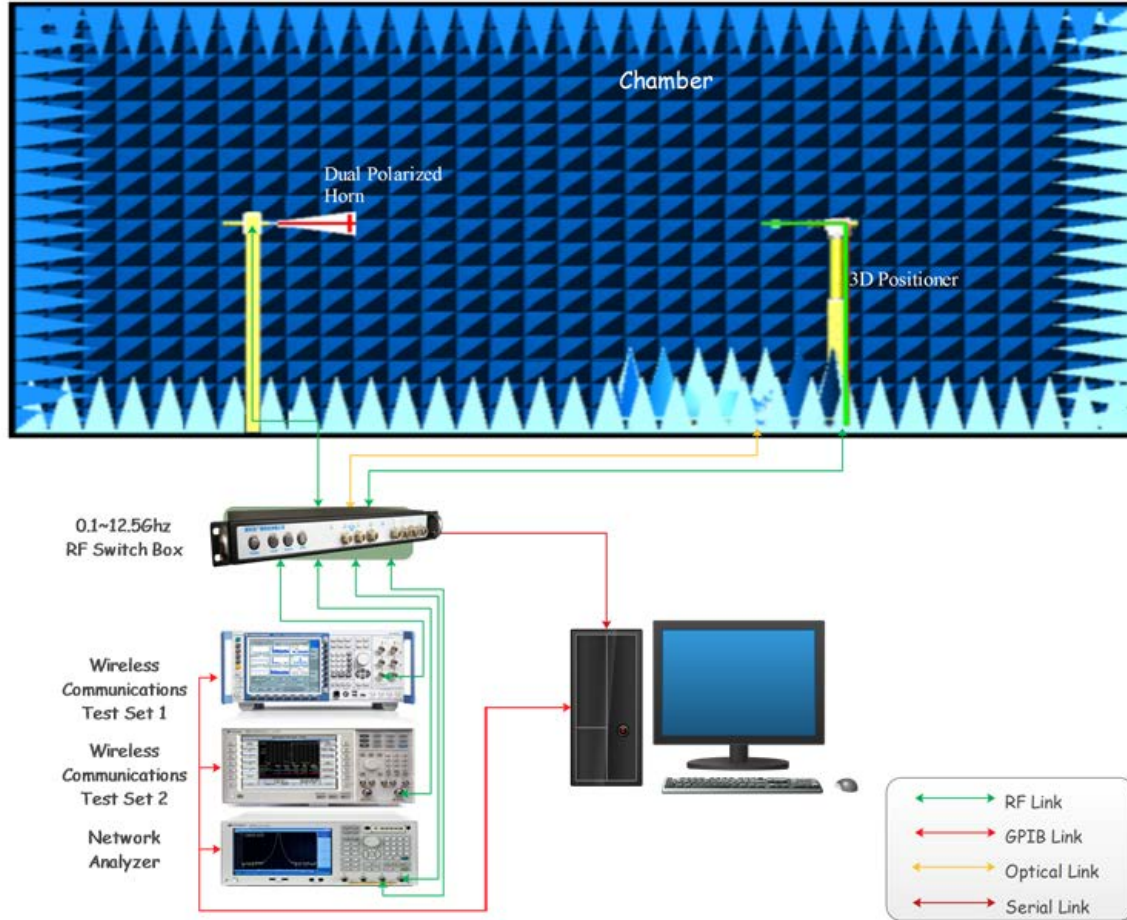 Chamber
Dual Polarized
Horn
3D Positioner
0.1~12.5Ghz
RF Switch Box
Wireless
Communications
Test Set 1
Wireless
Communications
Test Set 2
Network
Analyzer
RF Link
GPIB Link
Optical Link
Serial Link